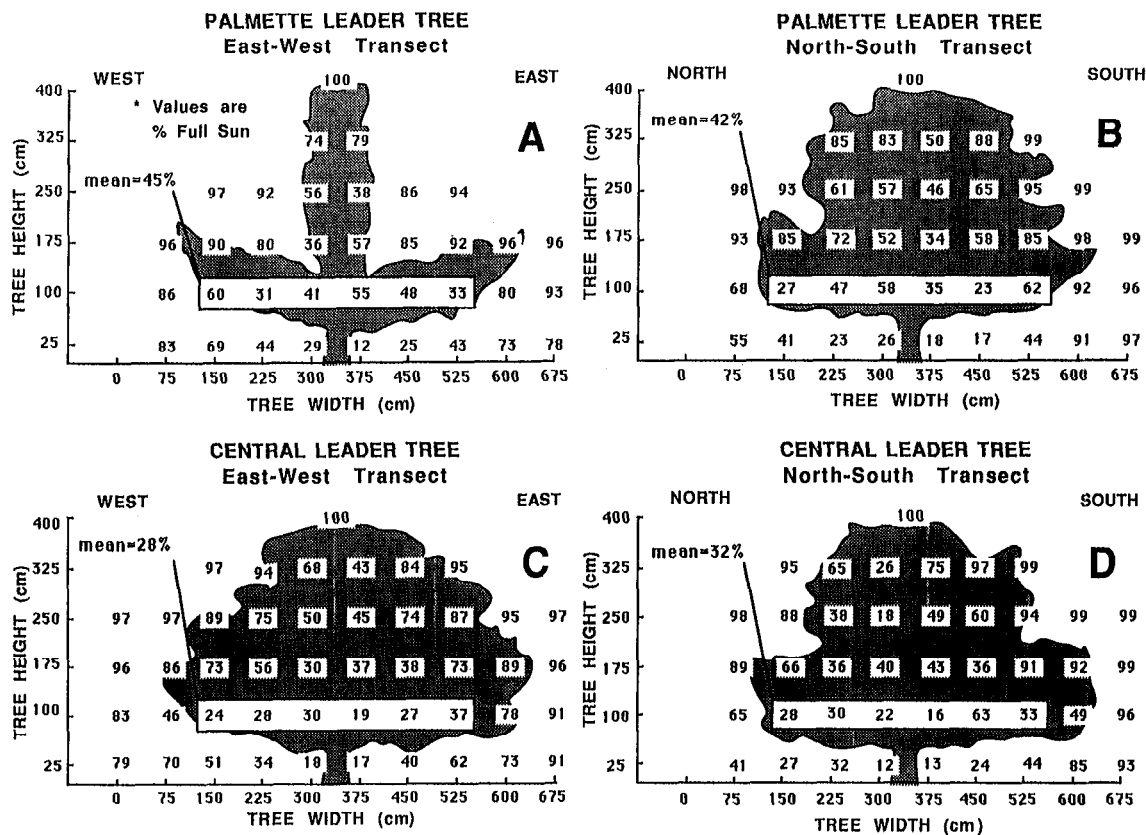 PALMETTE LEADER TREE
East-West Transect
WEST
EAST
* Values are
% Full Sun
A
mean=45%
TREE HEIGHT (cm)
400
325
250
175
100
25
100
74 79
97 92 56 38 86 94
96 90 80 36 57 85 92 96 96
86 60 31 41 55 48 33 80 93
83 69 44 29 12 25 43 73 78
0 75 150 225 300 375 450 525 600 675
TREE WIDTH (cm)
PALMETTE LEADER TREE
North-South Transect
NORTH
SOUTH
B
mean=42%
TREE HEIGHT (cm)
400
325
250
175
100
25
100
85 83 50 88 99
98 93 61 57 46 65 95 99
93 85 72 52 34 58 85 98 99
68 27 47 58 35 23 62 92 96
55 41 23 26 18 17 44 91 97
0 75 150 225 300 375 450 525 600 675
TREE WIDTH (cm)
CENTRAL LEADER TREE
East-West Transect
WEST
EAST
C
mean=28%
TREE HEIGHT (cm)
400
325
250
175
100
25
100
97 94 68 43 84 95
97 97 89 75 50 45 74 87 95 97
96 86 73 56 30 37 38 73 89 96
83 46 24 28 30 19 27 37 78 91
79 70 51 34 18 17 40 62 73 91
0 75 150 225 300 375 450 525 600 675
TREE WIDTH (cm)
CENTRAL LEADER TREE
North-South Transect
NORTH
SOUTH
D
mean=32%
TREE HEIGHT (cm)
400
325
250
175
100
25
100
95 65 26 75 97 99
98 88 38 18 49 60 94 99 99
89 66 36 40 43 36 91 92 99
65 28 30 22 16 63 33 49 96
41 27 32 12 13 24 44 85 93
0 75 150 225 300 375 450 525 600 675
TREE WIDTH (cm)